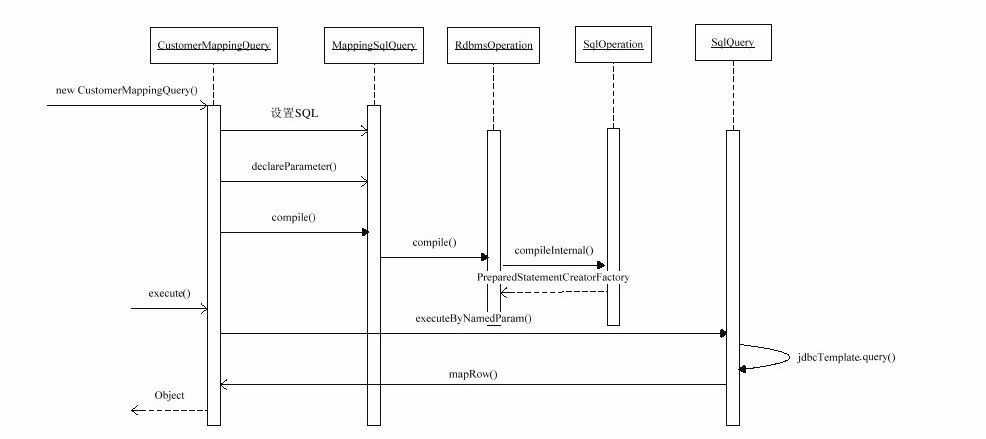 CustomerMappingQuery
MappingSqlQuery
RdbmsOperation
SqlOperation
SqlQuery
new CustomerMappingQuery()
设置SQL
declareParameter()
compile()
compile()
compileInternal()
PreparedStatementCreatorFactory
execute()
executeByNamedParam()
jdbcTemplate.query()
mapRow()
Object